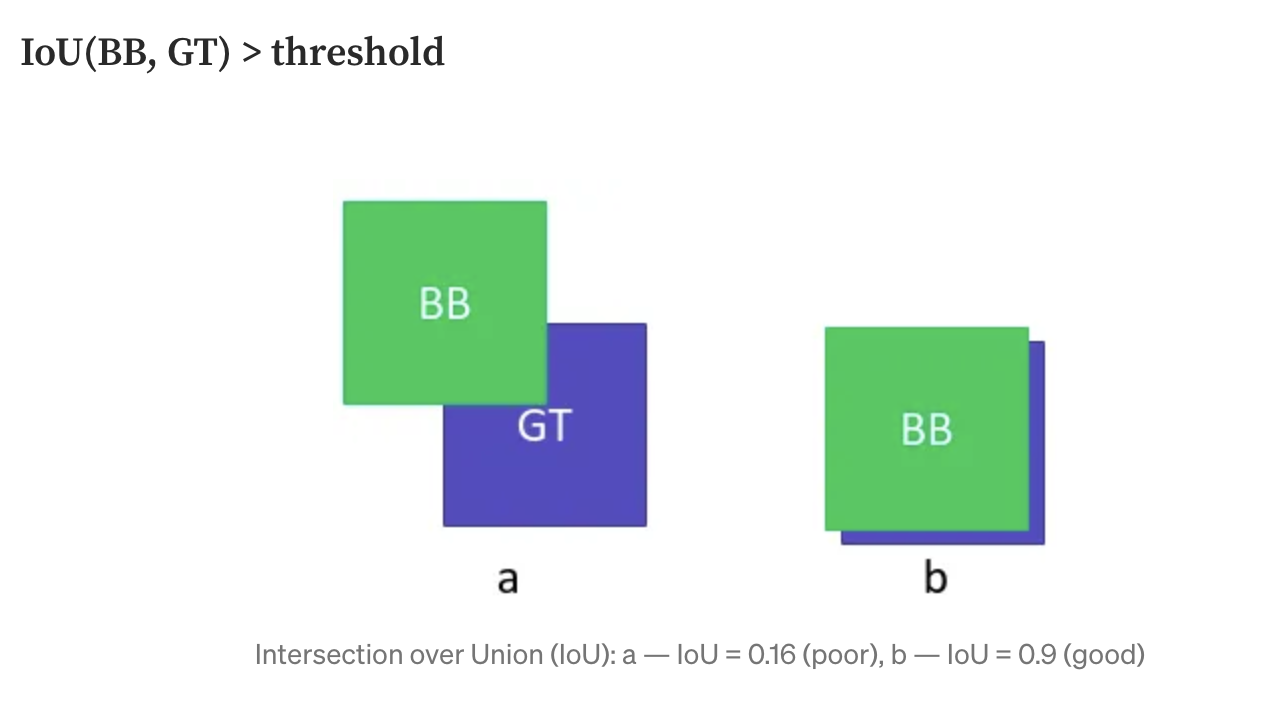 IoU(BB, GT) > threshold
BB
GT
BB
a
b
Intersection over Union (IoU): a — IoU = 0.16 (poor), b — IoU = 0.9 (good)